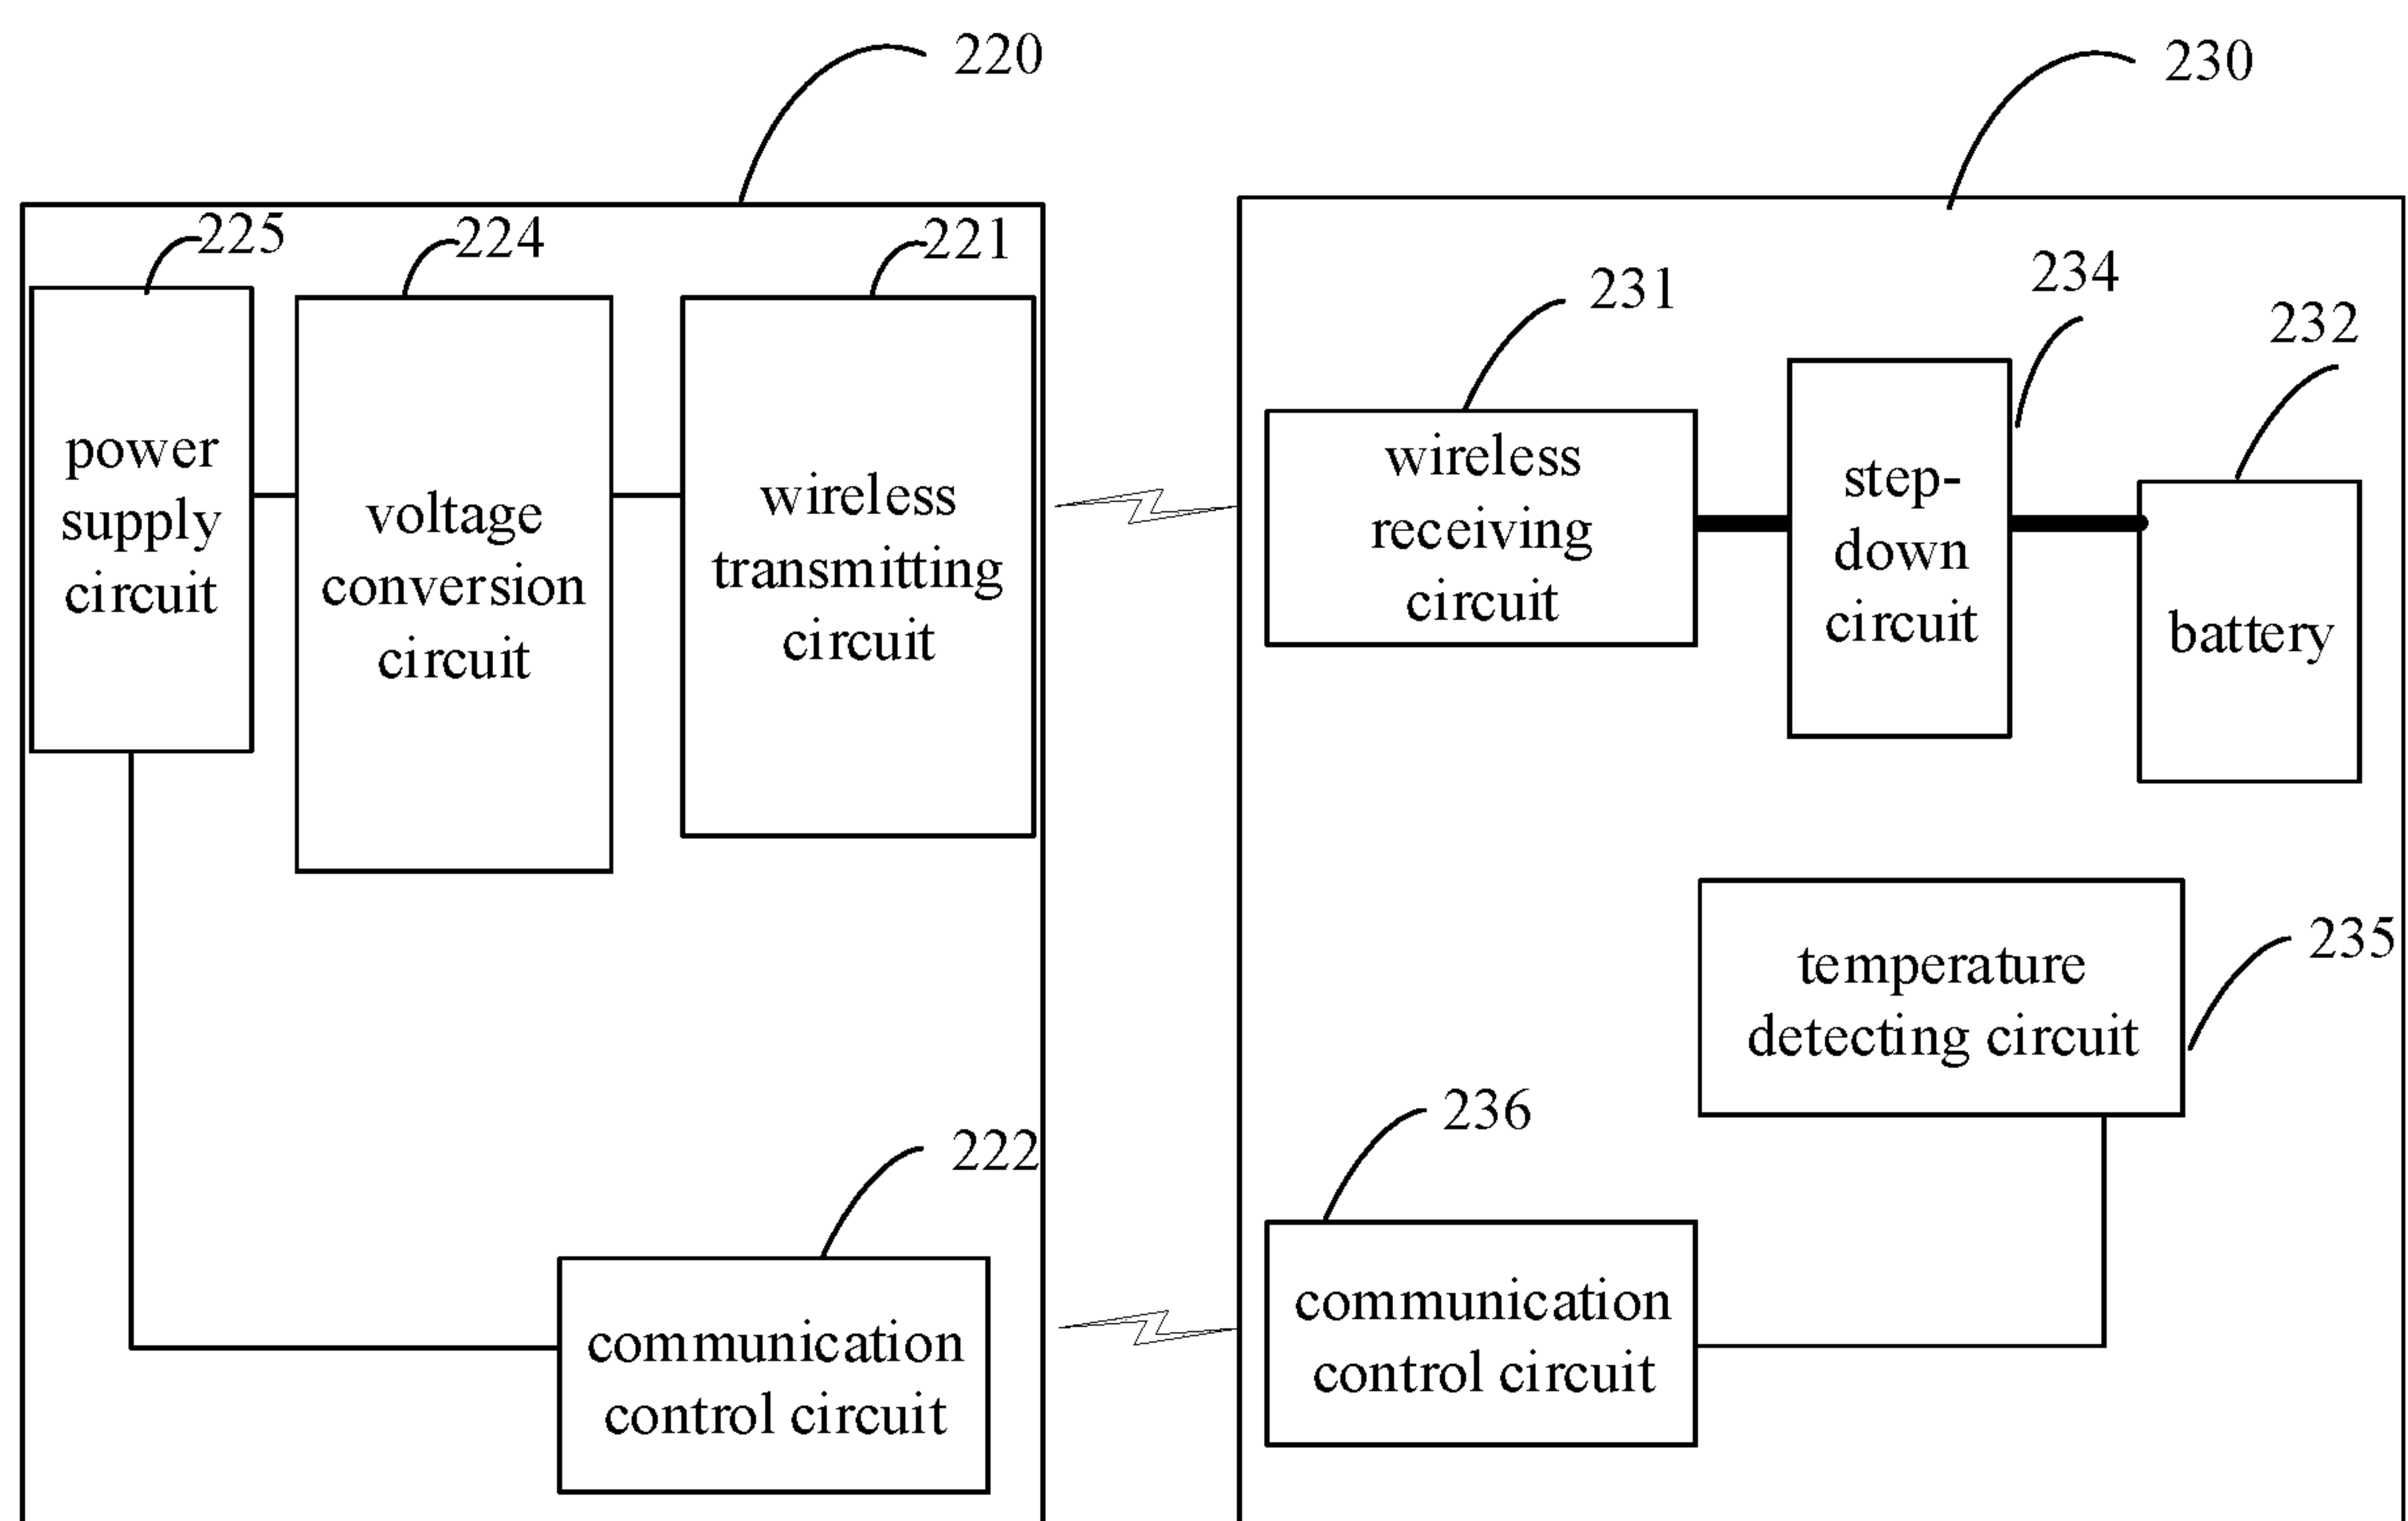 220
230
225
224
221
power
supply
circuit
voltage
conversion
circuit
wireless
transmitting
circuit
222
communication
control circuit
231
234
232
wireless
receiving
circuit
step-
down
circuit
battery
temperature
detecting circuit
235
236
communication
control circuit